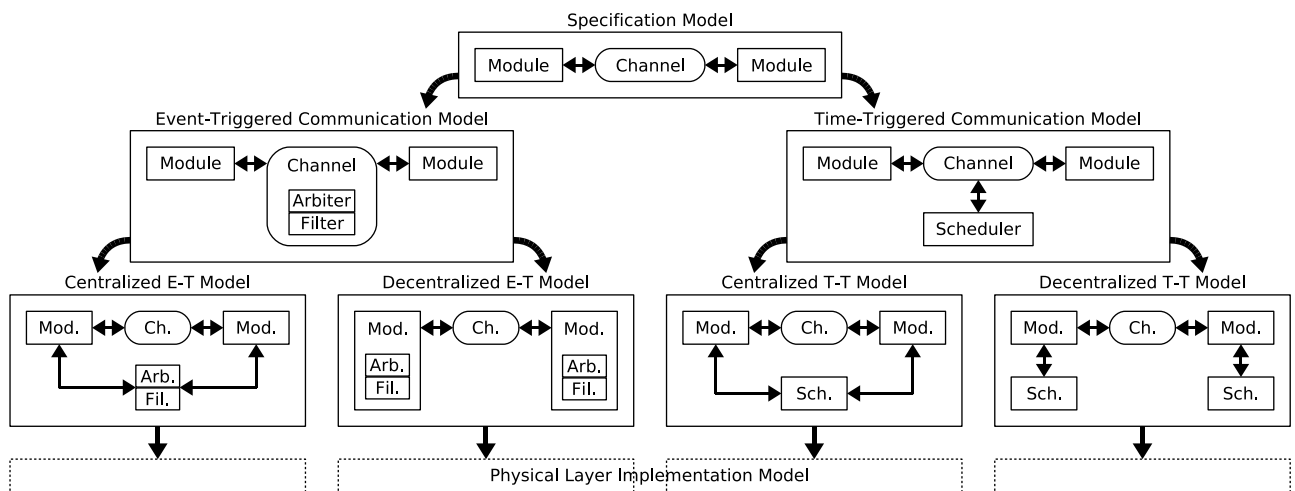 Specification Model
Module Channel Module
Event-Triggered Communication Model Time-Triggered Communication Model
Module Channel Module Module Channel Module
Arbiter
Filter Scheduler
Centralized E-T Model Decentralized E-T Model Centralized T-T Model Decentralized T-T Model
Mod. Ch. Mod. Mod. Ch. Mod. Mod. Ch. Mod. Mod. Ch. Mod.
Arb. Arb. Arb.
Fil. Fil. Fil. Sch. Sch. Sch.
Physical Layer Implementation Model